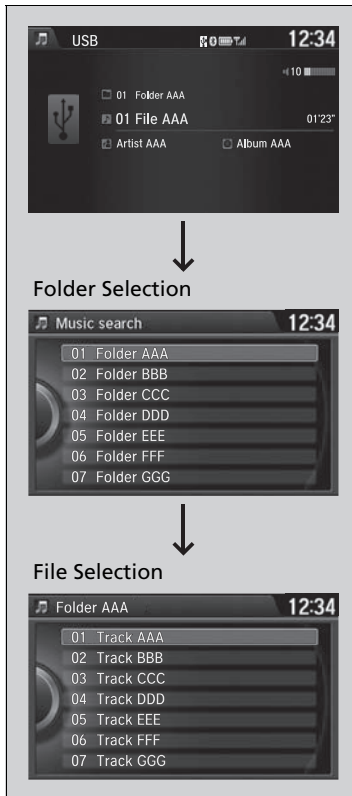 USB 12:34
10
01 Folder AAA
01 File AAA 01'23"
Artist AAA Album AAA
Folder Selection
Music search 12:34
01 Folder AAA
02 Folder BBB
03 Folder CCC
04 Folder DDD
05 Folder EEE
06 Folder FFF
07 Folder GGG
File Selection
Folder AAA 12:34
01 Track AAA
02 Track BBB
03 Track CCC
04 Track DDD
05 Track EEE
06 Track FFF
07 Track GGG